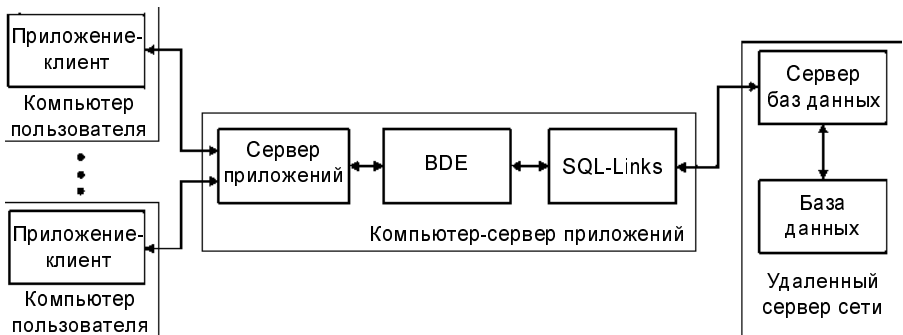 Приложение-
клиент
Компьютер
пользователя
Приложение-
клиент
Компьютер
пользователя
Сервер
приложений
BDE
SQL-Links
Компьютер-сервер приложений
Сервер
баз данных
База
данных
Удаленный
сервер сети